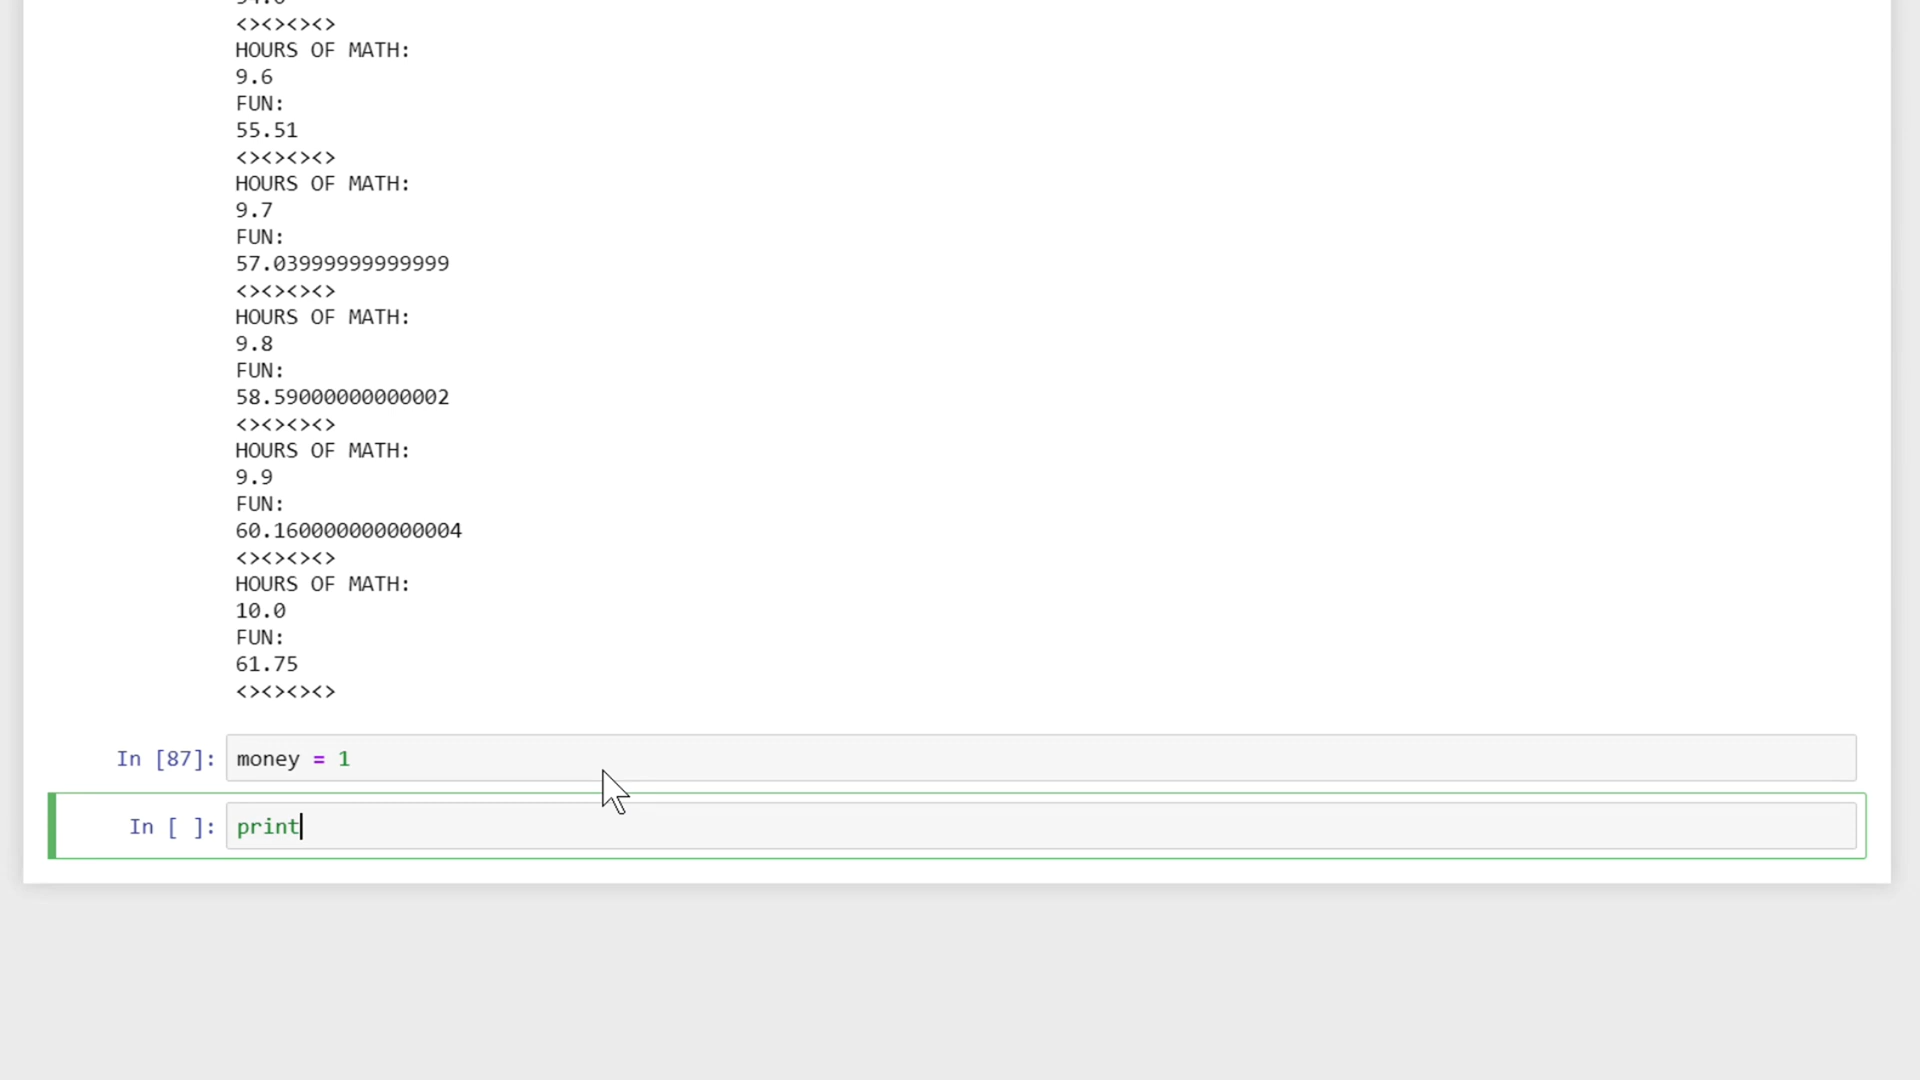 <><><><>
HOURS OF MATH:
9.6
FUN:
55.51
<><><><>
HOURS OF MATH:
9.7
FUN:
57.03999999999999
<><><><>
HOURS OF MATH:
9.8
FUN:
58.59000000000002
<><><><>
HOURS OF MATH:
9.9
FUN:
60.160000000000004
<><><><>
HOURS OF MATH:
10.0
FUN:
61.75
<><><><>
In [87]: money = 1
In [ ]: print